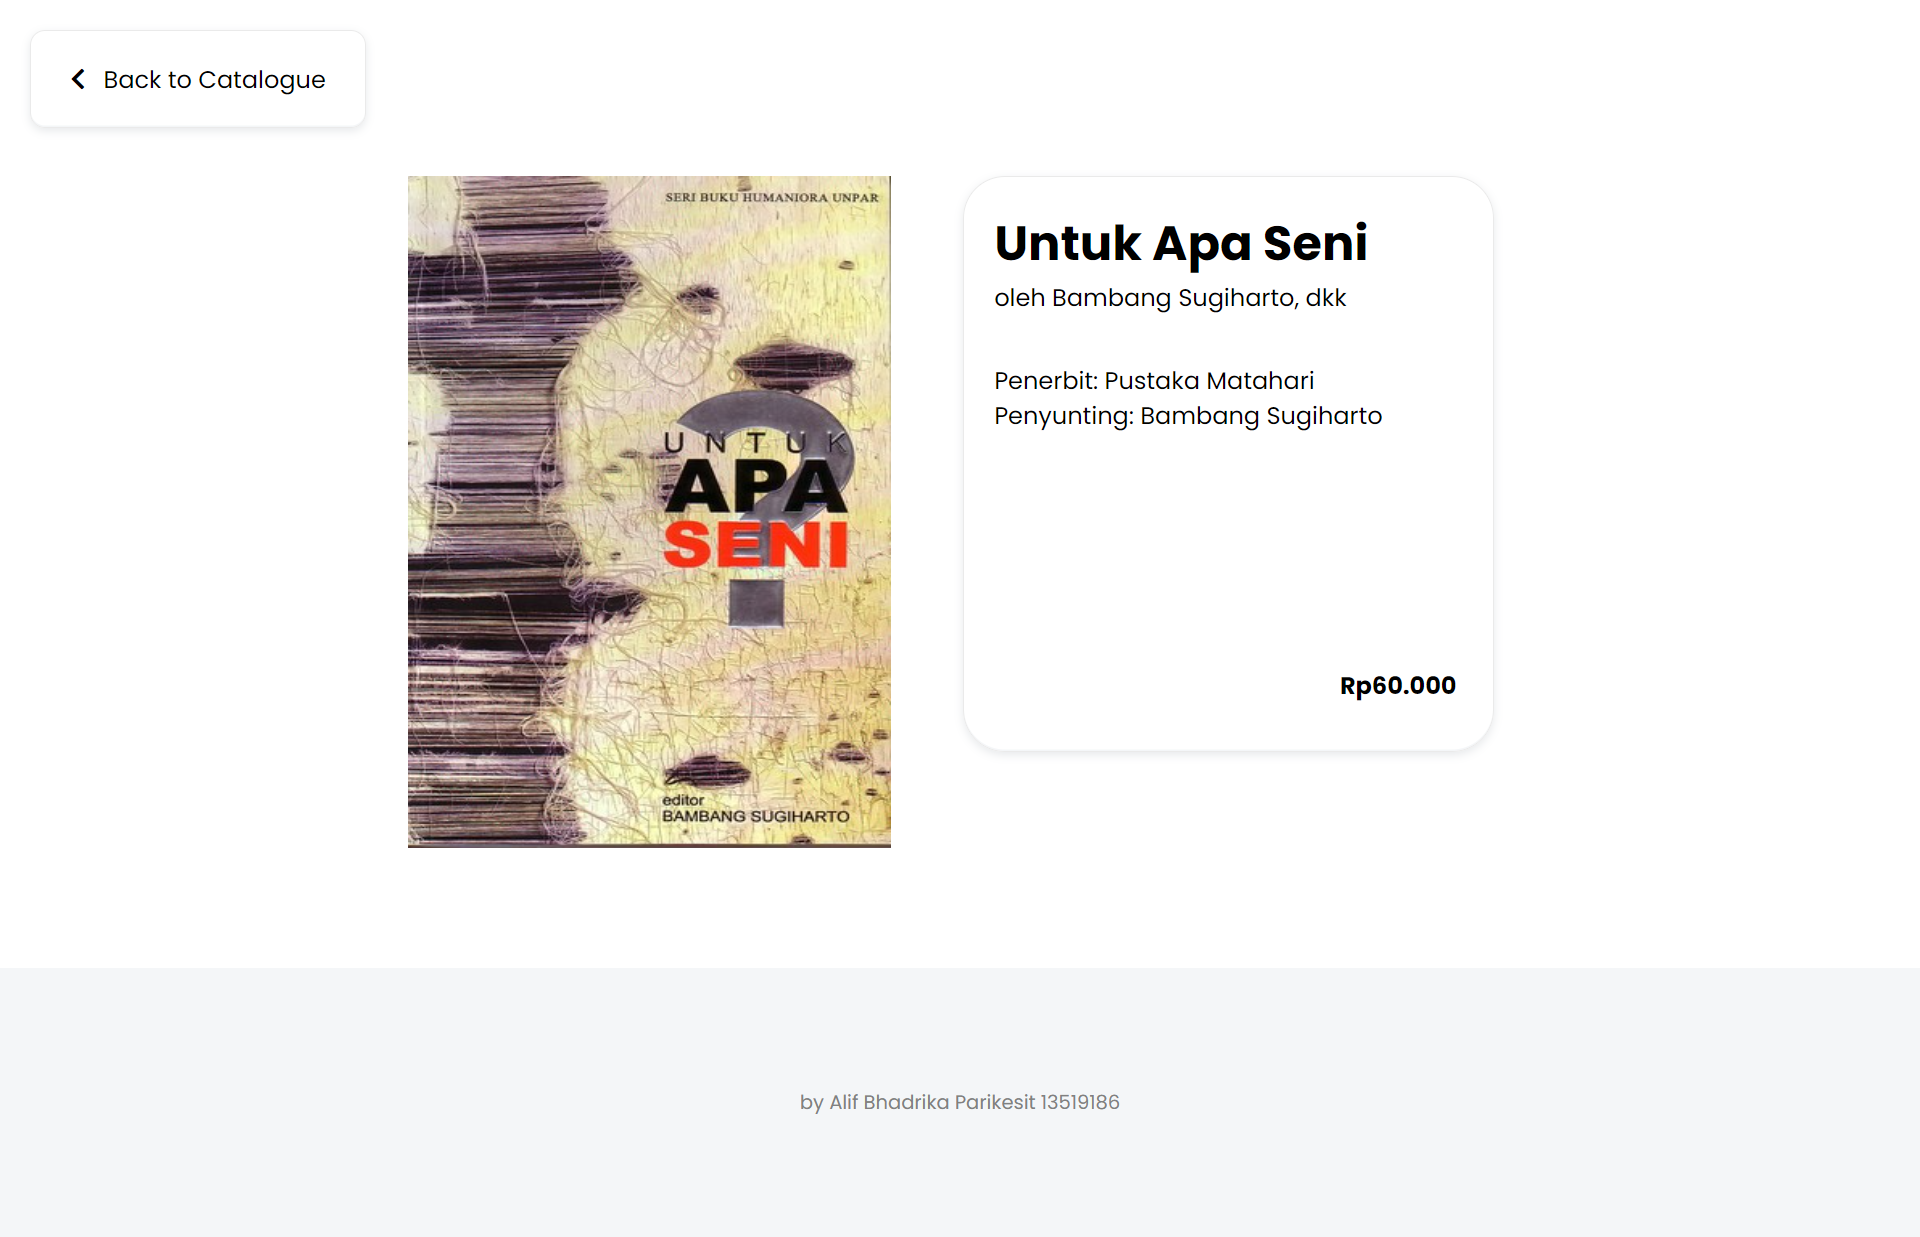 Back to Catalogue
SERI BUKU HUMANIORA UNPAR
UNTUK
APA
SENI
editor
BAMBANG SUGIHARTO
Untuk Apa Seni
oleh Bambang Sugiharto, dkk
Penerbit: Pustaka Matahari
Penyunting: Bambang Sugiharto
Rp60.000
by Alif Bhadrika Parikesit 13519186